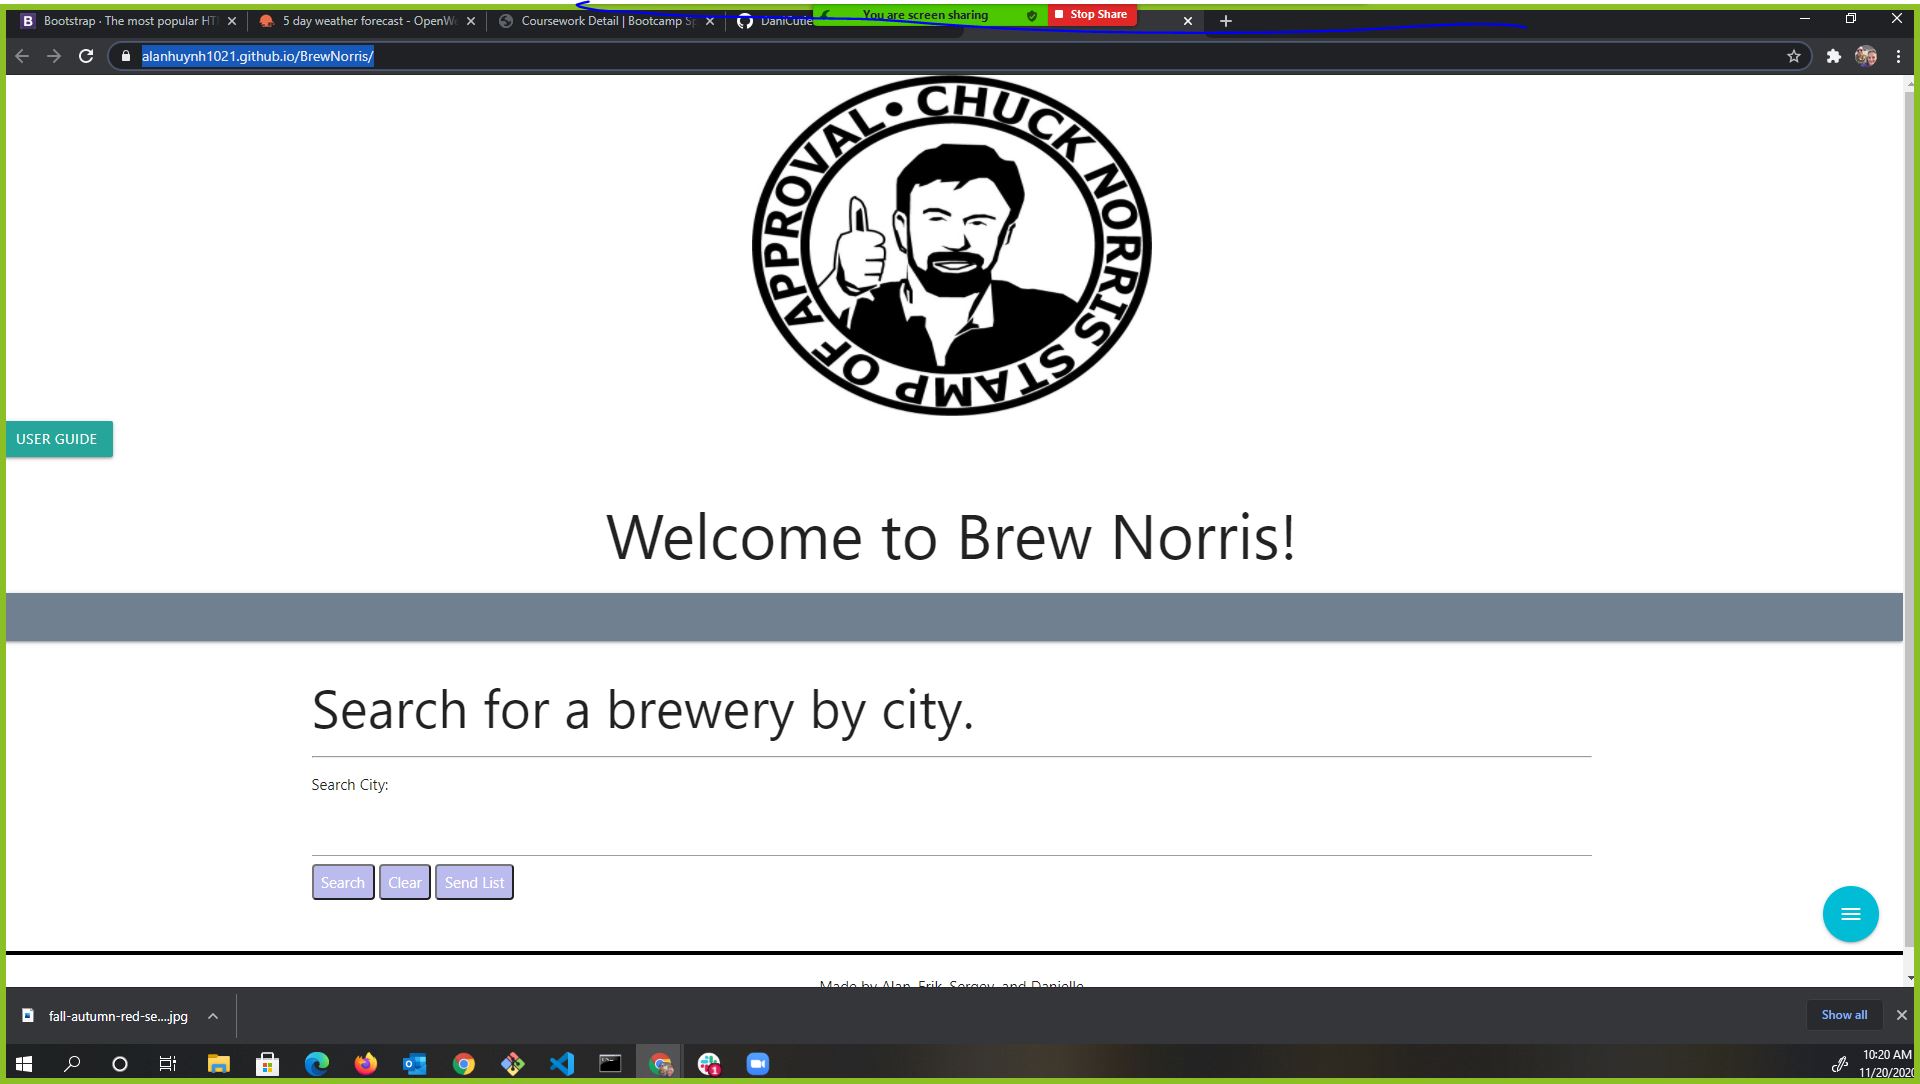 Bootstrap · The most popular HT
5 day weather forecast - OpenWe
Coursework Detail | Bootcamp Sp
DaniCutie
You are screen sharing
Stop Share
alanhuynh1021.github.io/BrewNorris/
CHUCK NORRIS STAMP OF APPROVAL •
USER GUIDE
Welcome to Brew Norris!
Search for a brewery by city.
Search City:
Search
Clear
Send List
Made by Alan, Erik, Sergey, and Danielle
fall-autumn-red-se....jpg
Show all
1
10:20 AM
11/20/2020